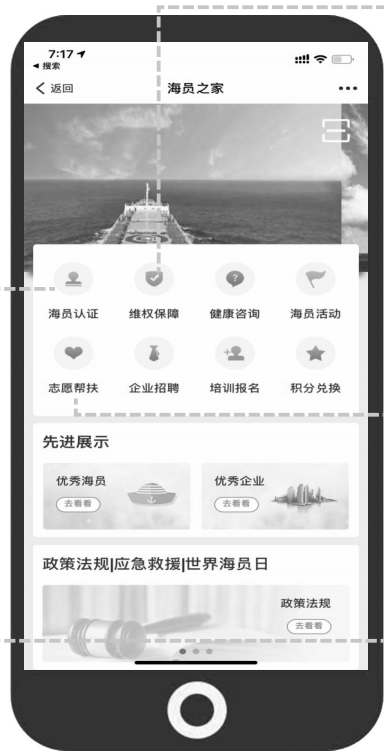 7:17
搜索
返回
海员之家
海员认证 维权保障 健康咨询 海员活动
志愿帮扶 企业招聘 培训报名 积分兑换
先进展示
优秀海员
去看看
优秀企业
去看看
政策法规|应急救援|世界海员日
政策法规
去看看